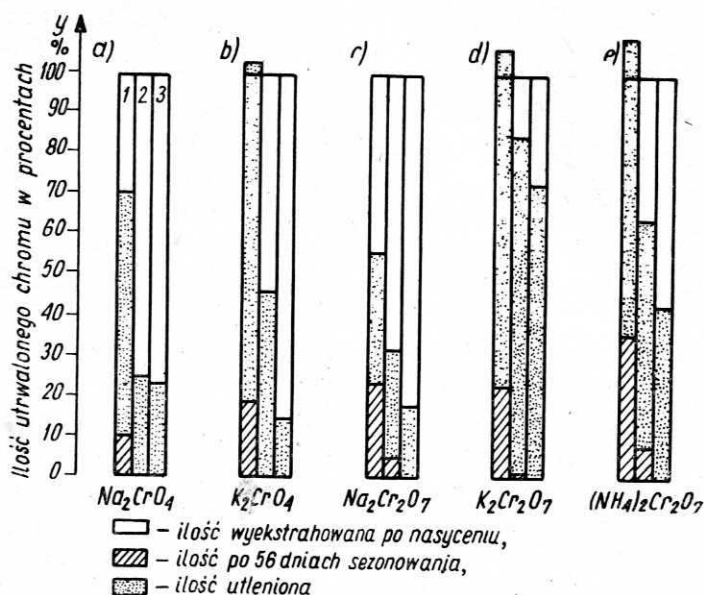 y
%
Ilość utrwalonego chromu w procentach
100
90
80
70
60
50
40
30
20
10
0
a) b) c) d) e)
1 2 3
Na₂CrO₄ K₂CrO₄ Na₂Cr₂O₇ K₂Cr₂O₇ (NH₄)₂Cr₂O₇
– ilość wyekstrahowana po nasyceniu,
– ilość po 56 dniach sezonowania,
– ilość utleniona